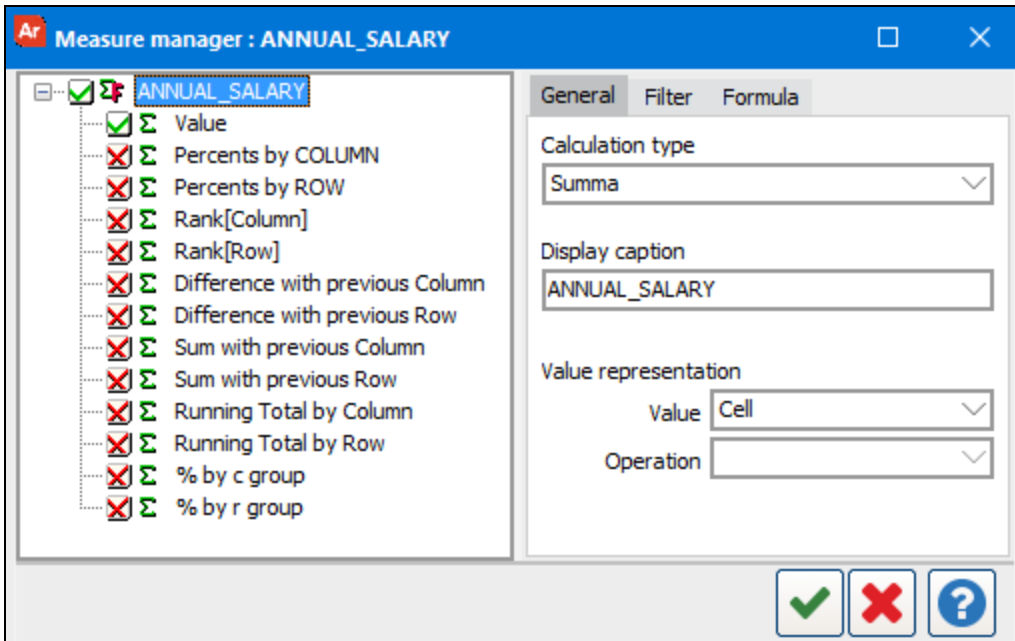 Ar Measure manager : ANNUAL_SALARY
ANNUAL_SALARY
Value
Percents by COLUMN
Percents by ROW
Rank[Column]
Rank[Row]
Difference with previous Column
Difference with previous Row
Sum with previous Column
Sum with previous Row
Running Total by Column
Running Total by Row
% by c group
% by r group
General Filter Formula
Calculation type
Summa
Display caption
ANNUAL_SALARY
Value representation
Value Cell
Operation